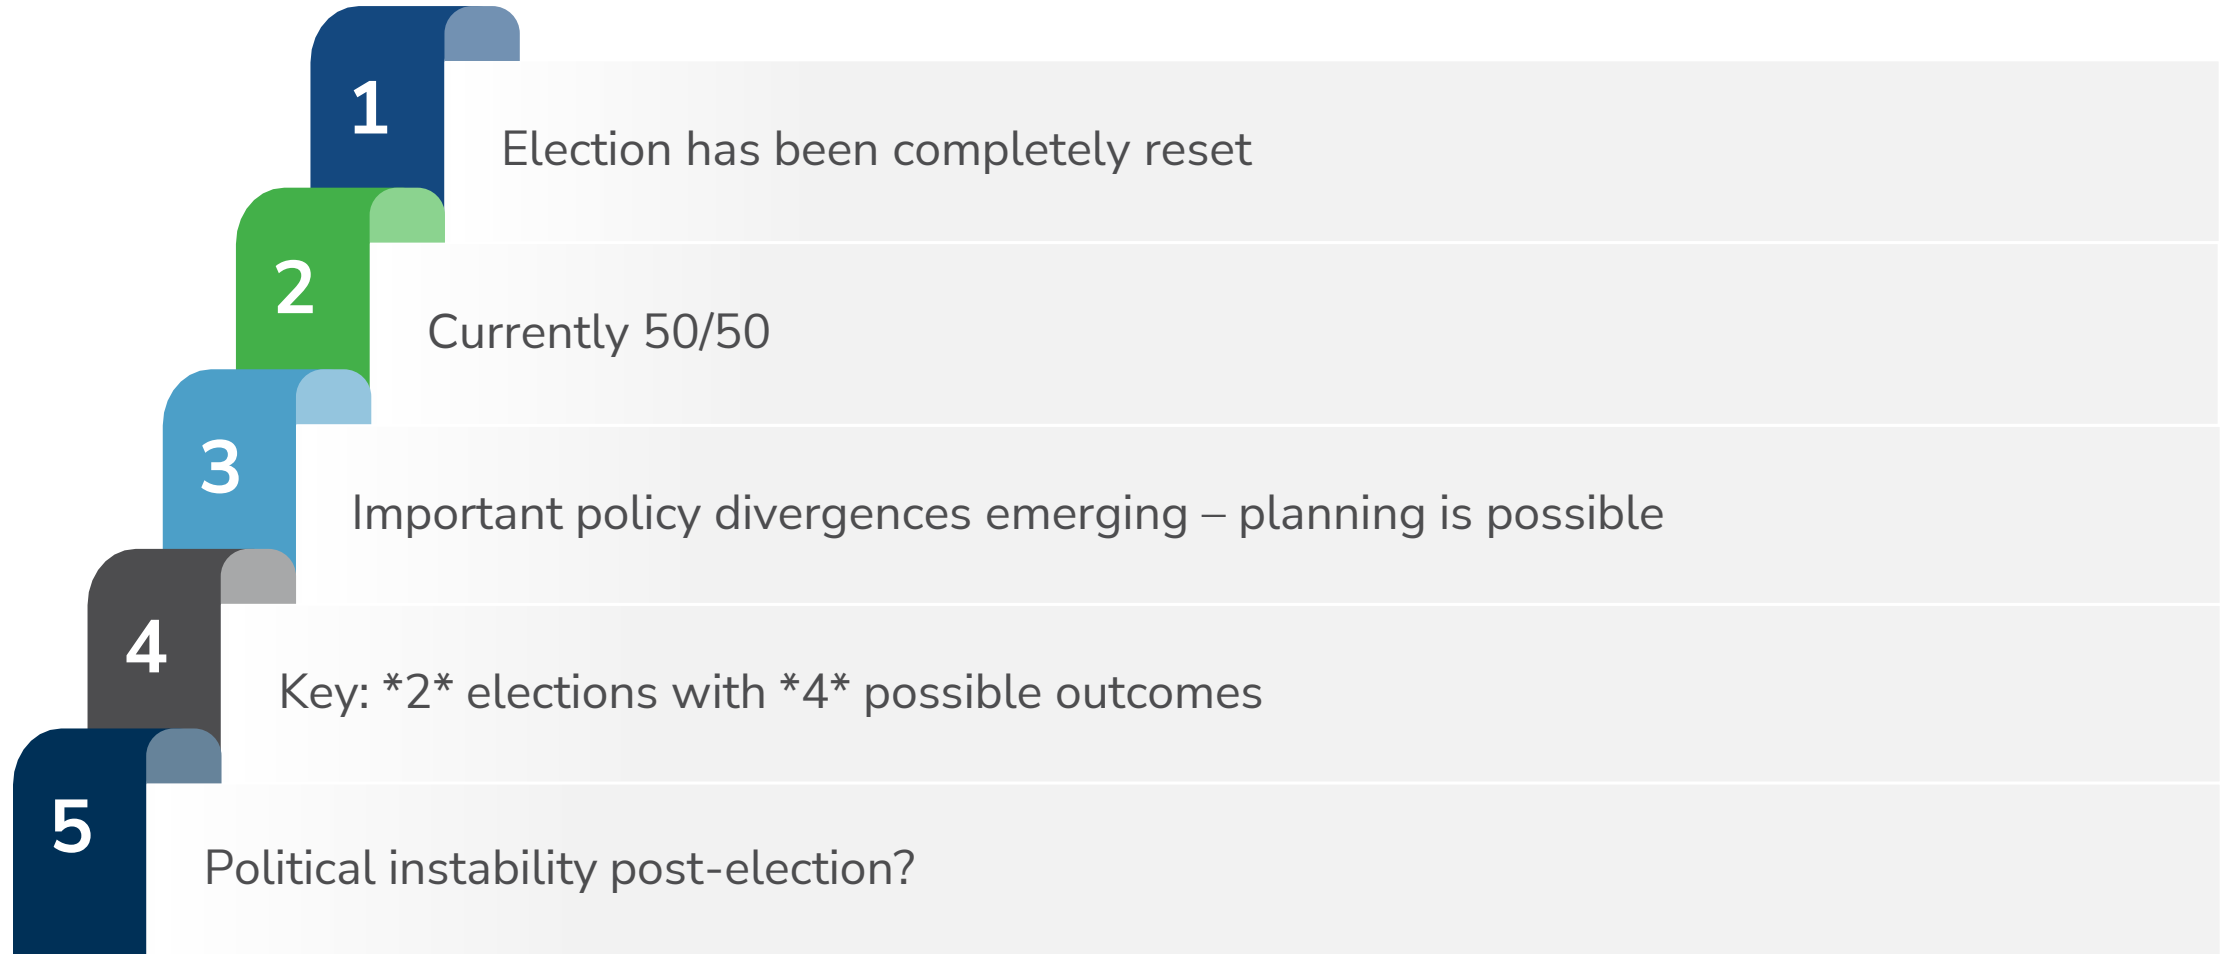 1
Election has been completely reset
2
Currently 50/50
3
Important policy divergences emerging – planning is possible
4
Key: *2* elections with *4* possible outcomes
5
Political instability post-election?